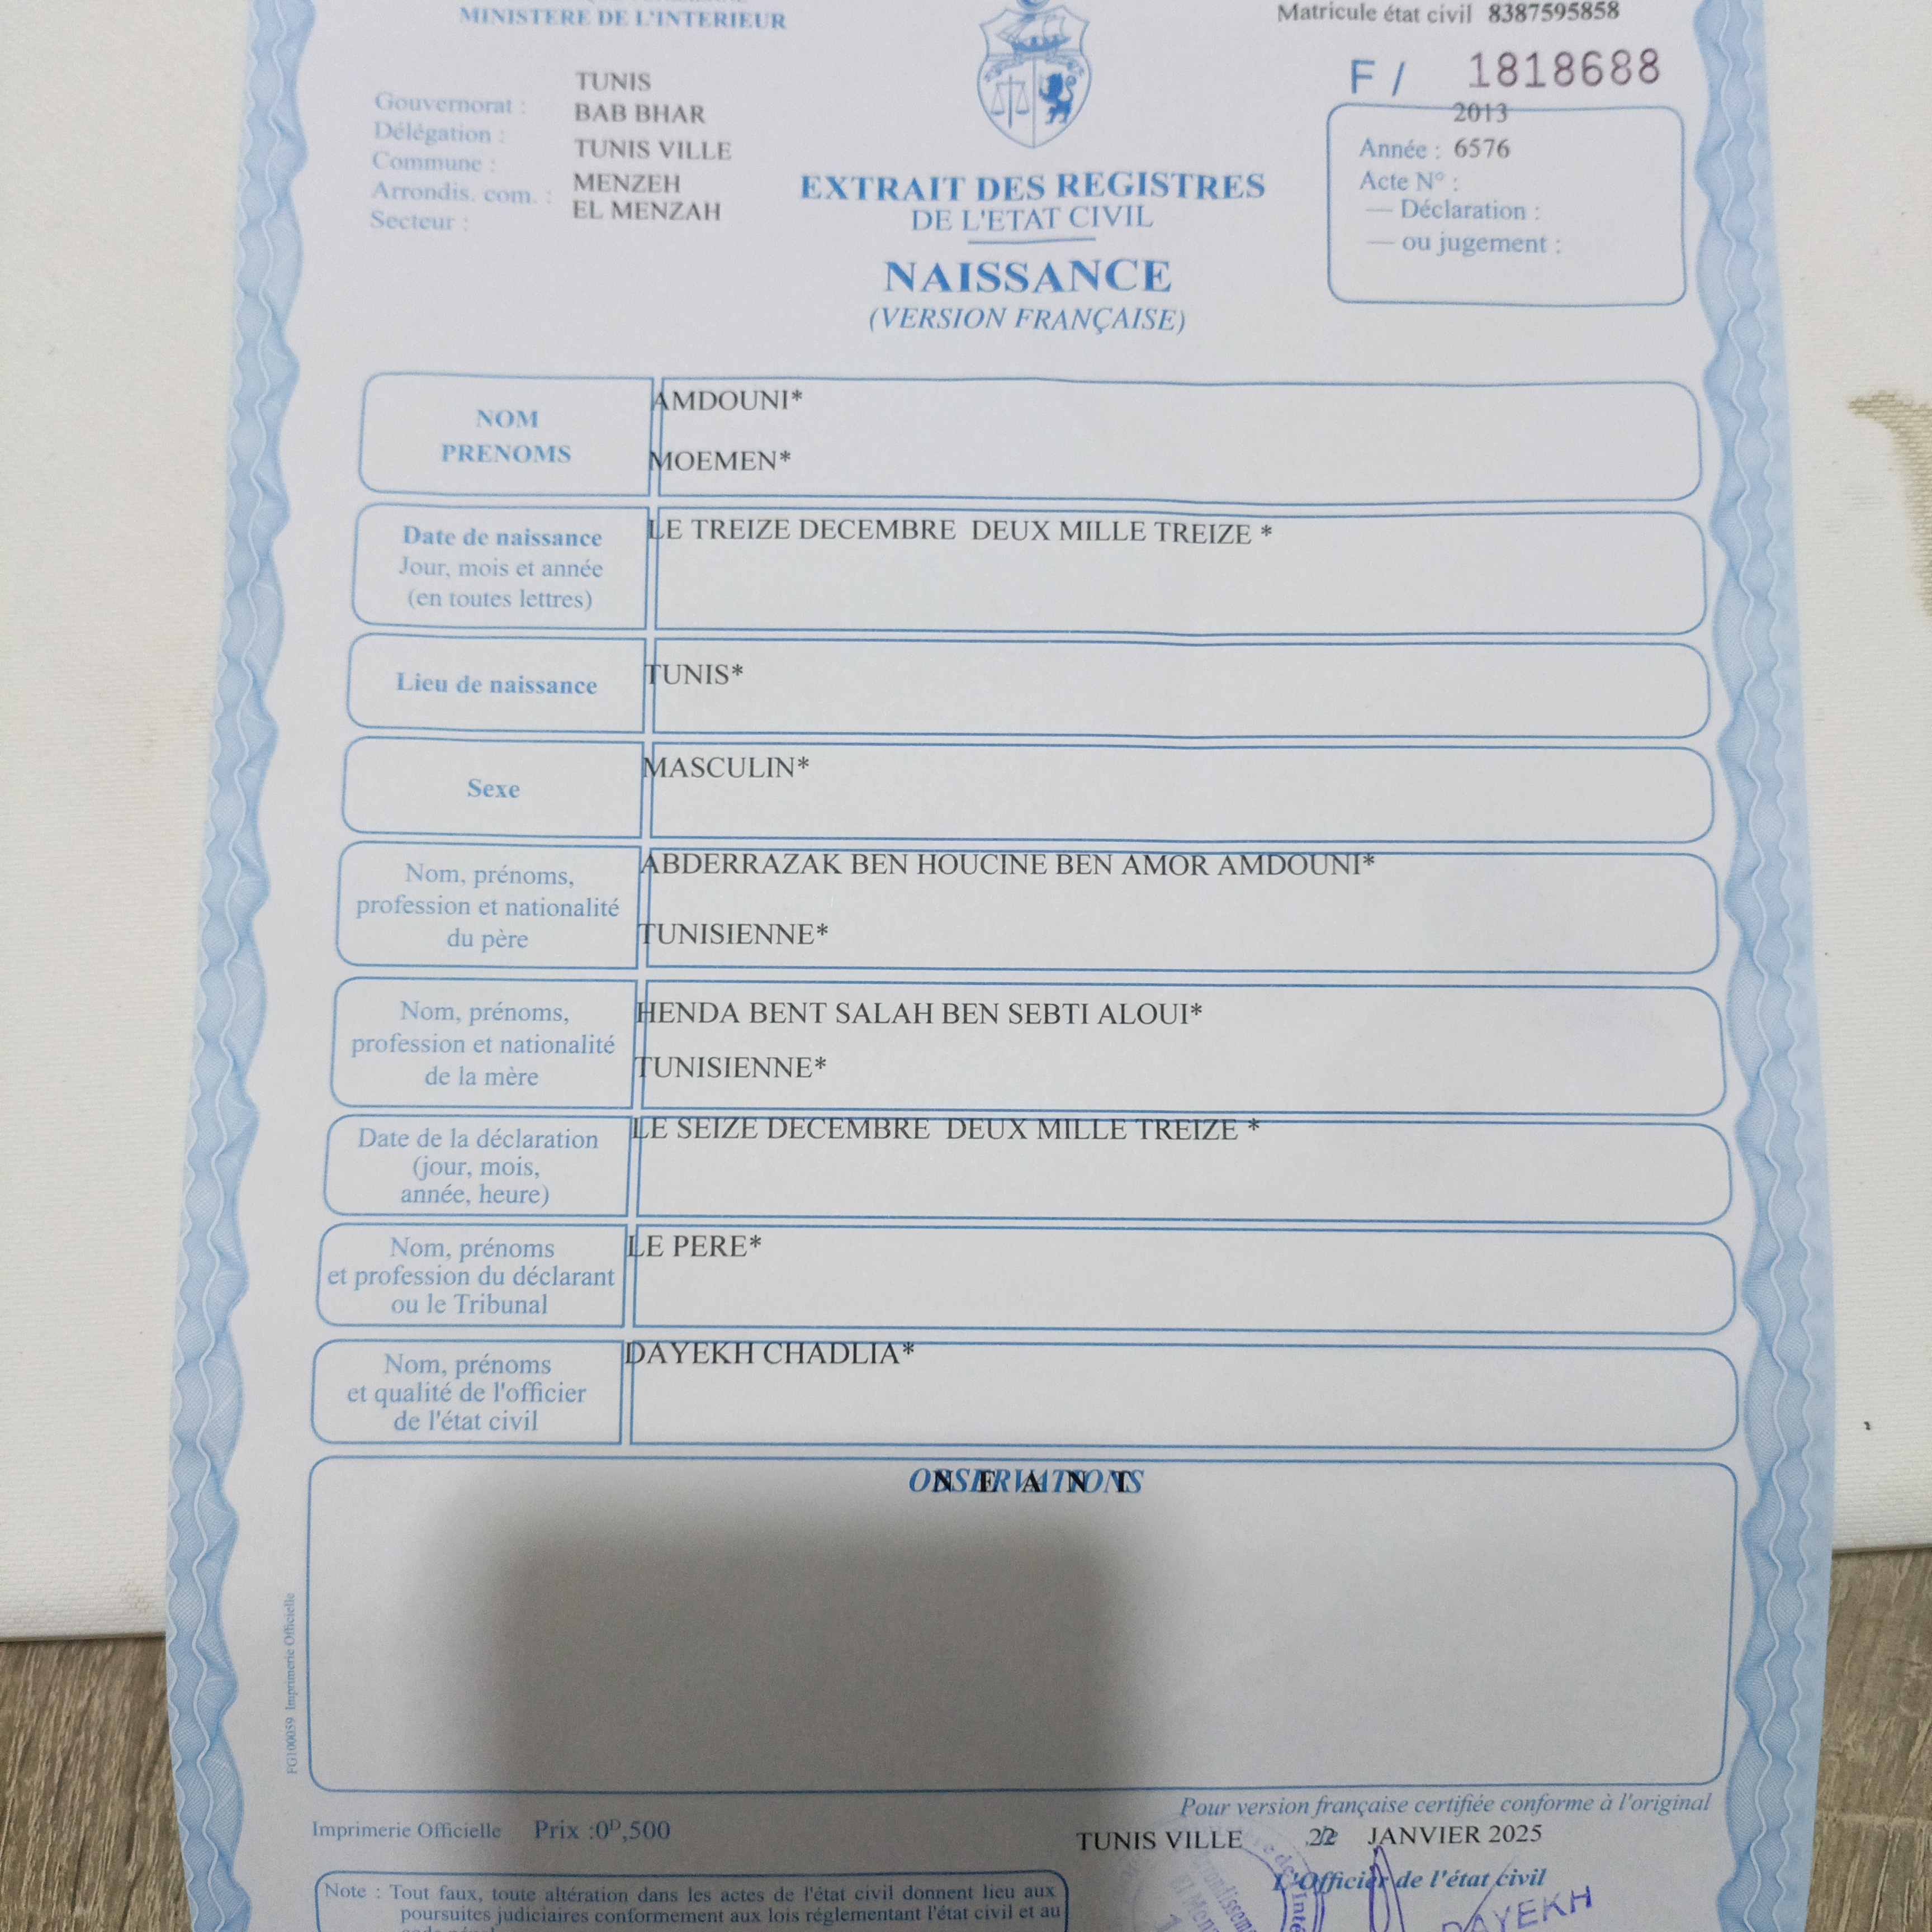 MINISTERE DE L'INTERIEUR
Matricule état civil 8387595858
F / 1818688
Gouvernorat : TUNIS
Délégation : BAB BHAR
Commune : TUNIS VILLE
Arrondis. com. : MENZEH
Secteur : EL MENZAH
2013
Année : 6576
Acte N° :
— Déclaration :
— ou jugement :
EXTRAIT DES REGISTRES
DE L'ETAT CIVIL
NAISSANCE
(VERSION FRANÇAISE)
NOM
PRENOMS
AMDOUNI*
MOEMEN*
Date de naissance
Jour, mois et année
(en toutes lettres)
LE TREIZE DECEMBRE DEUX MILLE TREIZE *
Lieu de naissance
TUNIS*
Sexe
MASCULIN*
Nom, prénoms,
profession et nationalité
du père
ABDERRAZAK BEN HOUCINE BEN AMOR AMDOUNI*
TUNISIENNE*
Nom, prénoms,
profession et nationalité
de la mère
HENDA BENT SALAH BEN SEBTI ALOUI*
TUNISIENNE*
Date de la déclaration
(jour, mois,
année, heure)
LE SEIZE DECEMBRE DEUX MILLE TREIZE *
Nom, prénoms
et profession du déclarant
ou le Tribunal
LE PERE*
Nom, prénoms
et qualité de l'officier
de l'état civil
DAYEKH CHADLIA*
OBSERVATIONS
N E A N T
FG100059 Imprimerie Officielle
Pour version française certifiée conforme à l'original
Imprimerie Officielle Prix :0ᴰ,500
TUNIS VILLE 22 JANVIER 2025
L'Officier de l'état civil
DAYEKH
Note : Tout faux, toute altération dans les actes de l'état civil donnent lieu aux
poursuites judiciaires conformement aux lois réglementant l'état civil et au